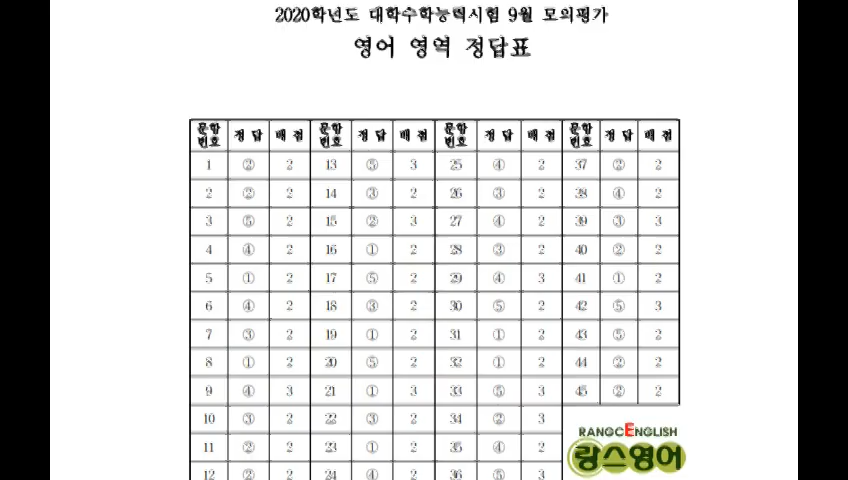 2020학년도 대학수학능력시험 9월 모의평가
영어 영역 정답표
문항번호 정 답 배 점 문항번호 정 답 배 점 문항번호 정 답 배 점 문항번호 정 답 배 점
1 ② 2 13 ⑤ 3 25 ④ 2 37 ② 2
2 ② 2 14 ③ 2 26 ③ 2 38 ④ 2
3 ⑤ 2 15 ② 3 27 ④ 2 39 ③ 3
4 ④ 2 16 ① 2 28 ③ 2 40 ② 2
5 ① 2 17 ⑤ 2 29 ④ 3 41 ① 2
6 ④ 2 18 ③ 2 30 ⑤ 2 42 ⑤ 3
7 ③ 2 19 ① 2 31 ① 2 43 ⑤ 2
8 ① 2 20 ⑤ 2 32 ① 2 44 ② 2
9 ④ 3 21 ① 3 33 ⑤ 3 45 ② 2
10 ③ 2 22 ③ 2 34 ② 3
11 ② 2 23 ① 2 35 ④ 2
12 ② 2 24 ④ 2 36 ⑤ 3
RANGCENGLISH
랑스영어